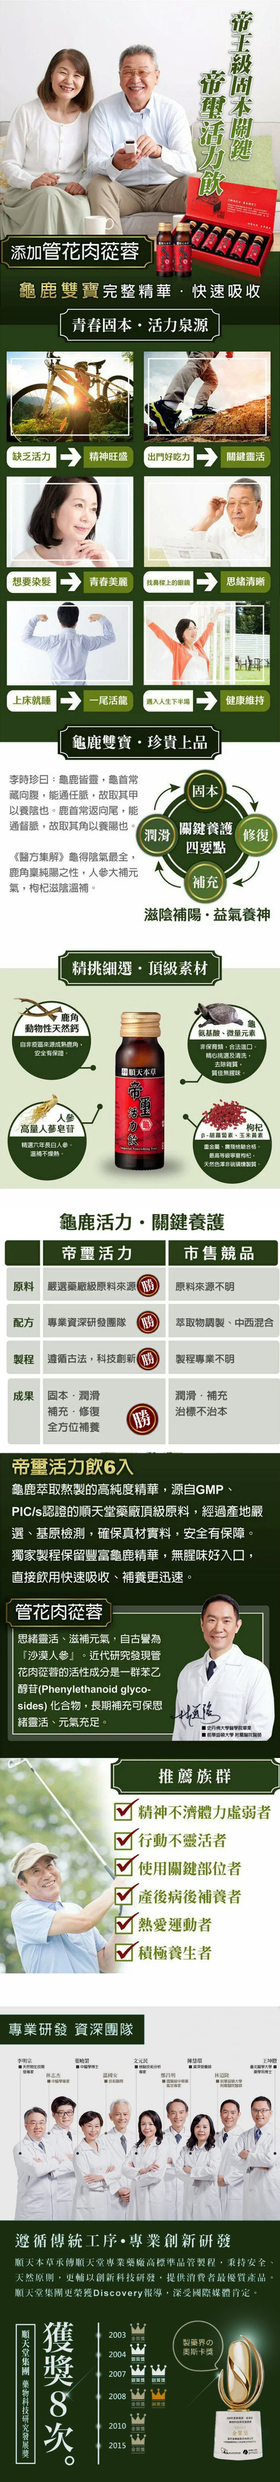 帝王級固本關鍵
帝璽活力飲
添加管花肉蓯蓉
龜鹿雙寶完整精華．快速吸收
青春固本・活力泉源
缺乏活力 精神旺盛
出門好吃力 關鍵靈活
想要染髮 青春美麗
找鼻樑上的眼鏡 思緒清晰
上床就睡 一尾活龍
邁入人生下半場 健康維持
龜鹿雙寶・珍貴上品
李時珍曰：龜鹿皆靈，龜首常
藏向腹，能通任脈，故取其甲
以養陰也。鹿首常返向尾，能
通督脈，故取其角以養陽也。
《醫方集解》龜得陰氣最全，
鹿角稟純陽之性，人參大補元
氣，枸杞滋陰溫補。
固本
潤滑
關鍵養護
四要點
修復
補充
滋陰補陽・益氣養神
精挑細選・頂級素材
鹿角
動物性天然鈣
自非疫區來源成熟鹿角，
安全有保證。
龜
氨基酸、微量元素
非保育類，合法進口，
精心挑選及清洗，
去除雜質，
質佳無腥味。
順天本草
帝璽
活力飲
人參
高量人蔘皂苷
精選六年長白人參，
溫補不燥熱。
枸杞
β-胡蘿蔔素、玉米黃素
重金屬、農殘檢驗合格，
最高等級寧夏枸杞，
天然色澤非硫磺燻製製。
龜鹿活力・關鍵養護
帝璽活力 市售競品
原料 嚴選藥廠級原料來源 勝 原料來源不明
配方 專業資深研發團隊 勝 萃取物調製、中西混合
製程 遵循古法，科技創新 勝 製程專業不明
成果 固本．潤滑
補充．修復
全方位補養
勝
潤滑．補充
治標不治本
帝璽活力飲6入
龜鹿萃取熬製的高純度精華，源自GMP、
PIC/s認證的順天堂藥廠頂級原料，經過產地嚴
選、基原檢測，確保真材實料，安全有保障。
獨家製程保留豐富龜鹿精華，無腥味好入口，
直接飲用快速吸收、補養更迅速。
管花肉蓯蓉
思緒靈活、滋補元氣，自古譽為
『沙漠人參』。近代研究發現管
花肉蓯蓉的活性成分是一群苯乙
醇苷(Phenylethanoid glyco-
sides) 化合物，長期補充可保思
緒靈活、元氣充足。
推薦族群
精神不濟體力虛弱者
行動不靈活者
使用關鍵部位者
產後病後補養者
熱愛運動者
積極養生者
專業研發 資深團隊
遵循傳統工序・專業創新研發
順天本草承傳順天堂專業藥廠高標準品管製程，秉持安全、
天然原則，更輔以創新科技研發，提供消費者最優質產品。
順天堂集團更榮獲Discovery報導，深受國際媒體肯定。
順天堂集團 藥物科技研究發展獎
獲獎8次。
2003
2004
2007
2008
2010
2015
製藥界の
奧斯卡獎